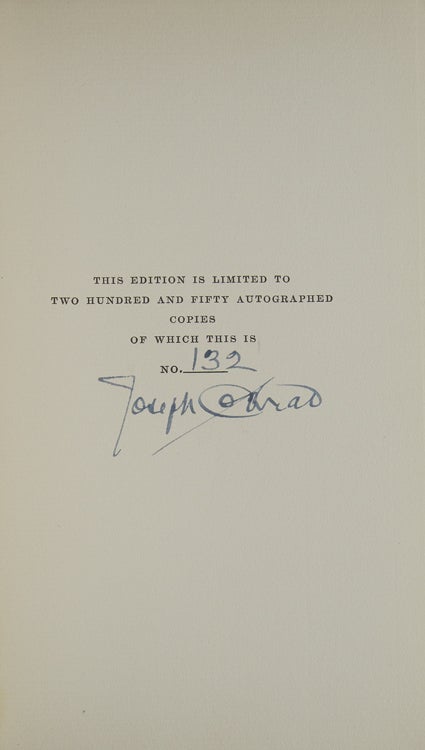 THIS EDITION IS LIMITED TO
TWO HUNDRED AND FIFTY AUTOGRAPHED
COPIES
OF WHICH THIS IS
NO. 132
Joseph Conrad